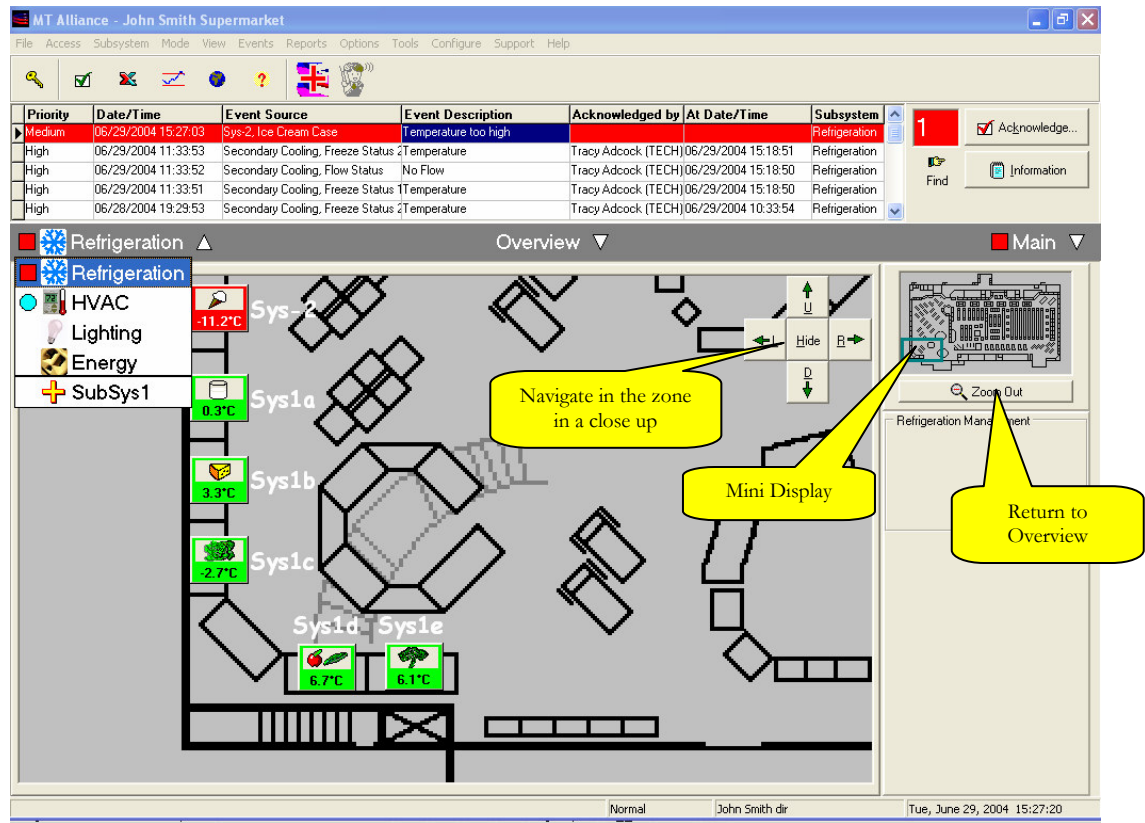 MT Alliance - John Smith Supermarket
File Access Subsystem Mode View Events Reports Options Tools Configure Support Help
Priority Date/Time Event Source Event Description Acknowledged by At Date/Time Subsystem
Medium 06/29/2004 15:27:03 Sys-2, Ice Cream Case Temperature too high Refrigeration
High 06/29/2004 11:33:53 Secondary Cooling, Freeze Status 2 Temperature Tracy Adcock (TECH) 06/29/2004 15:18:51 Refrigeration
High 06/29/2004 11:33:52 Secondary Cooling, Flow Status No Flow Tracy Adcock (TECH) 06/29/2004 15:18:50 Refrigeration
High 06/29/2004 11:33:51 Secondary Cooling, Freeze Status 1 Temperature Tracy Adcock (TECH) 06/29/2004 15:18:50 Refrigeration
High 06/28/2004 19:29:53 Secondary Cooling, Freeze Status 2 Temperature Tracy Adcock (TECH) 06/29/2004 10:33:54 Refrigeration
1
Acknowledge...
Find
Information
Refrigeration Overview Main
Refrigeration
HVAC
Lighting
Energy
SubSys1
-11.2°C Sys-2
0.3°C Sys1a
3.3°C Sys1b
-2.7°C Sys1c
Sys1d Sys1e
6.7°C 6.1°C
U
L Hide R
D
Navigate in the zone
in a close up
Mini Display
Zoom Out
Refrigeration Management
Return to
Overview
Normal John Smith dir Tue, June 29, 2004 15:27:20